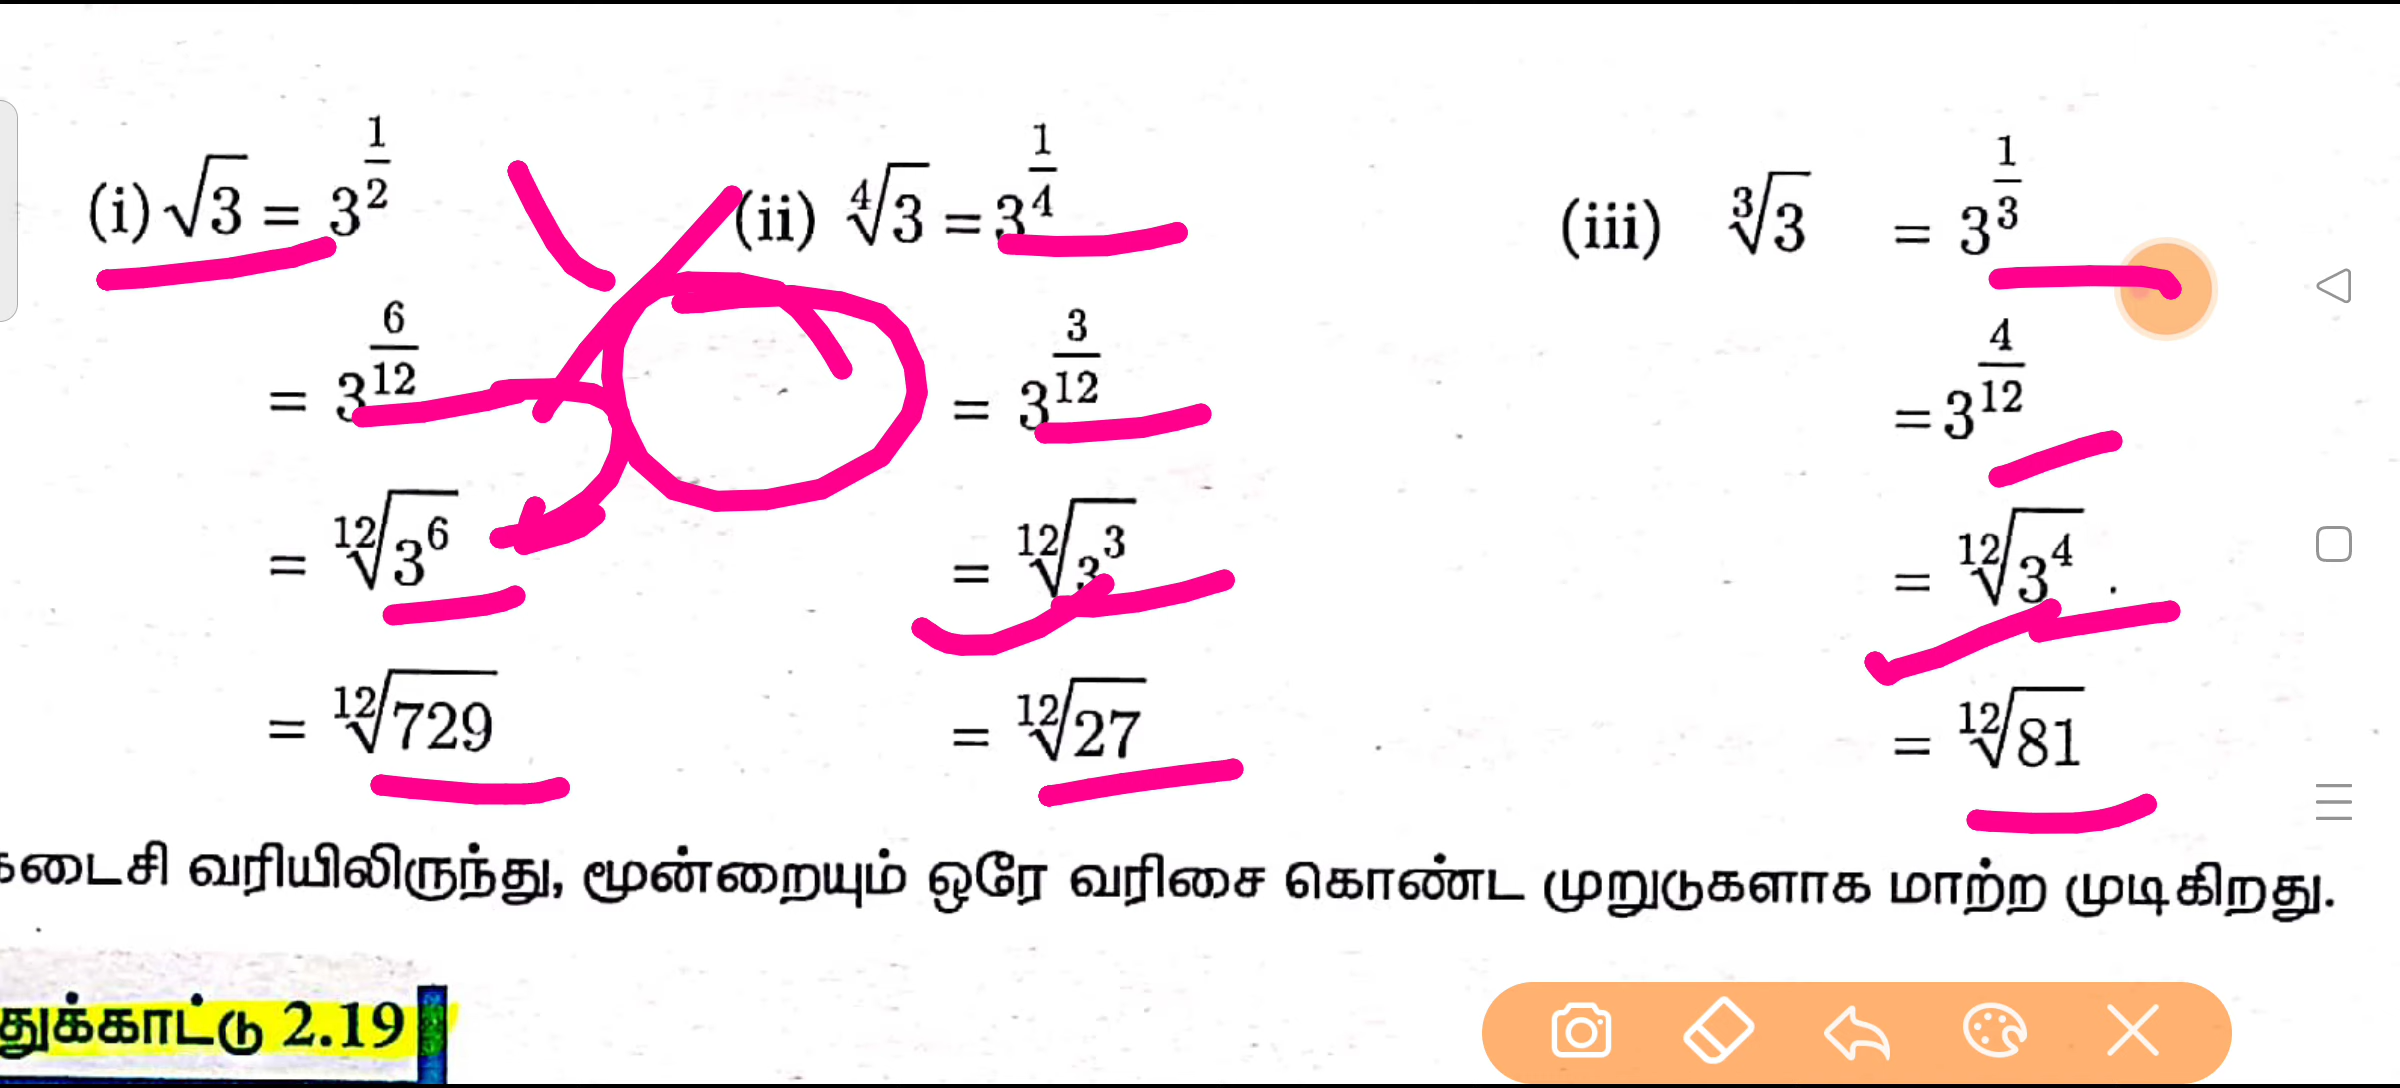 (i) √3 = 3^(1/2) (ii) ⁴√3 = 3^(1/4) (iii) ³√3 = 3^(1/3)
= 3^(6/12) = 3^(3/12) = 3^(4/12)
= ¹²√3⁶ = ¹²√3³ = ¹²√3⁴ .
= ¹²√729 = ¹²√27 = ¹²√81
கடைசி வரியிலிருந்து, மூன்றையும் ஒரே வரிசை கொண்ட முறுடுகளாக மாற்ற முடிகிறது.
துக்காட்டு 2.19